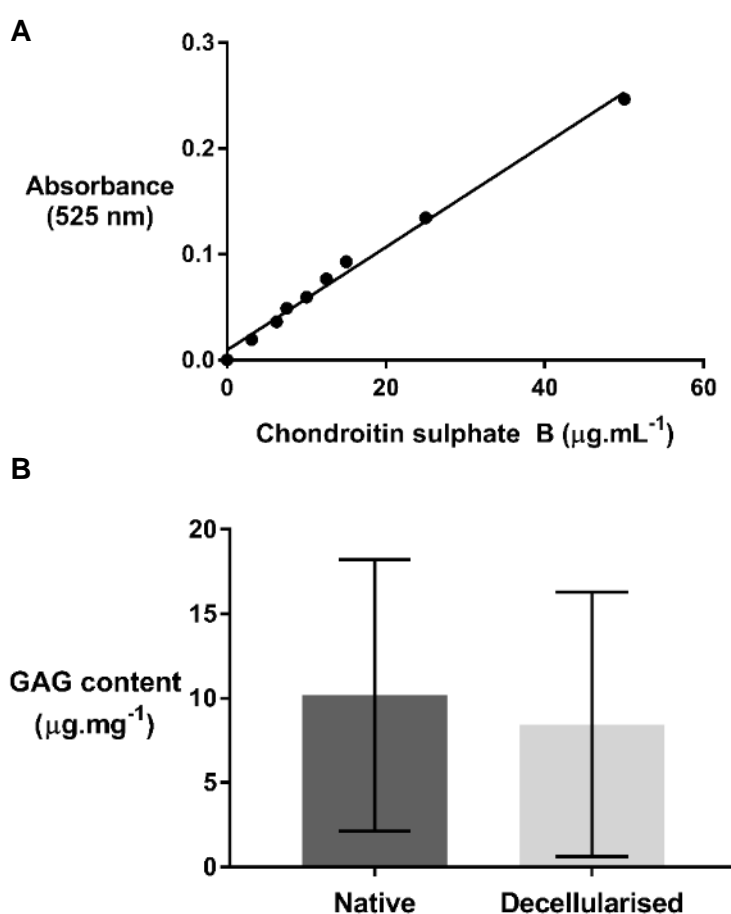 A
0.3
0.2
0.1
0.0
Absorbance
(525 nm)
0 20 40 60
Chondroitin sulphate B (μg.mL⁻¹)
B
20
15
10
5
0
GAG content
(μg.mg⁻¹)
Native Decellularised